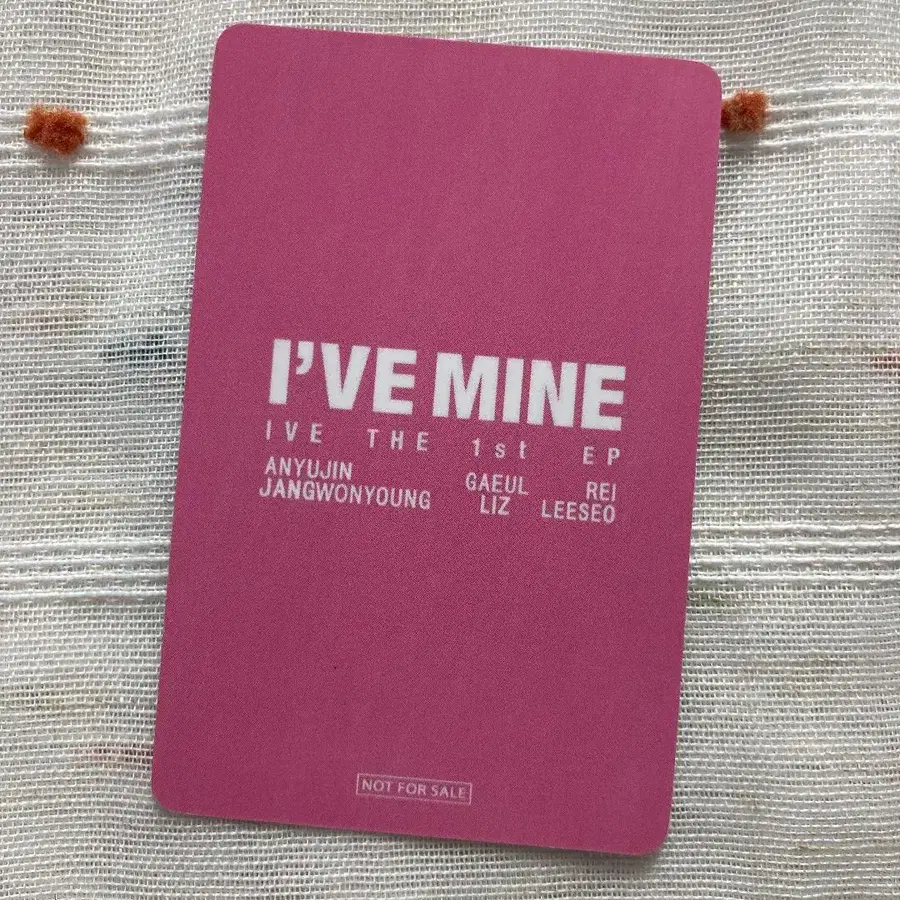 I'VE MINE
IVE THE 1st EP
ANYUJIN GAEUL REI
JANGWONYOUNG LIZ LEESEO
NOT FOR SALE